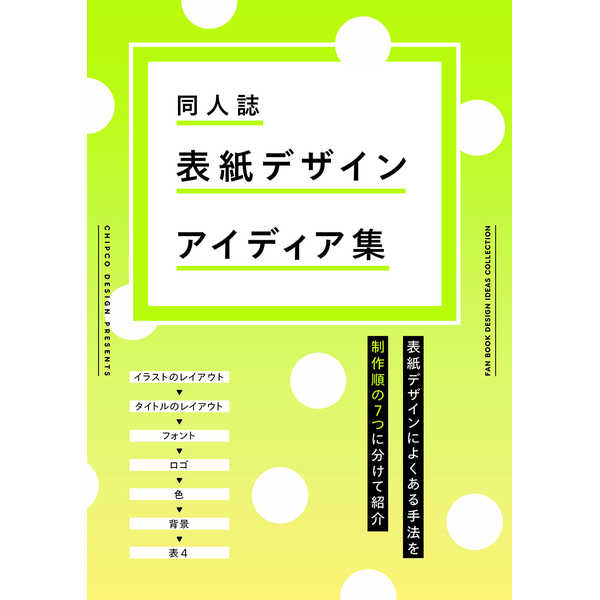 同人誌
表紙デザイン
アイディア集
CHIPCO DESIGN PRESENTS
FAN BOOK DESIGN IDEAS COLLECTION
表紙デザインによくある手法を
制作順の7つに分けて紹介
イラストのレイアウト
▼
タイトルのレイアウト
▼
フォント
▼
ロゴ
▼
色
▼
背景
▼
表4